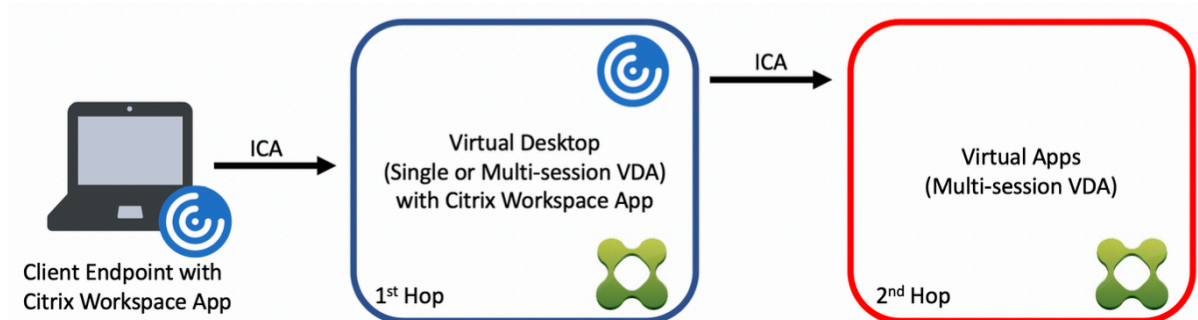 ICA
Client Endpoint with
Citrix Workspace App
Virtual Desktop
(Single or Multi-session VDA)
with Citrix Workspace App
1st Hop
ICA
Virtual Apps
(Multi-session VDA)
2nd Hop